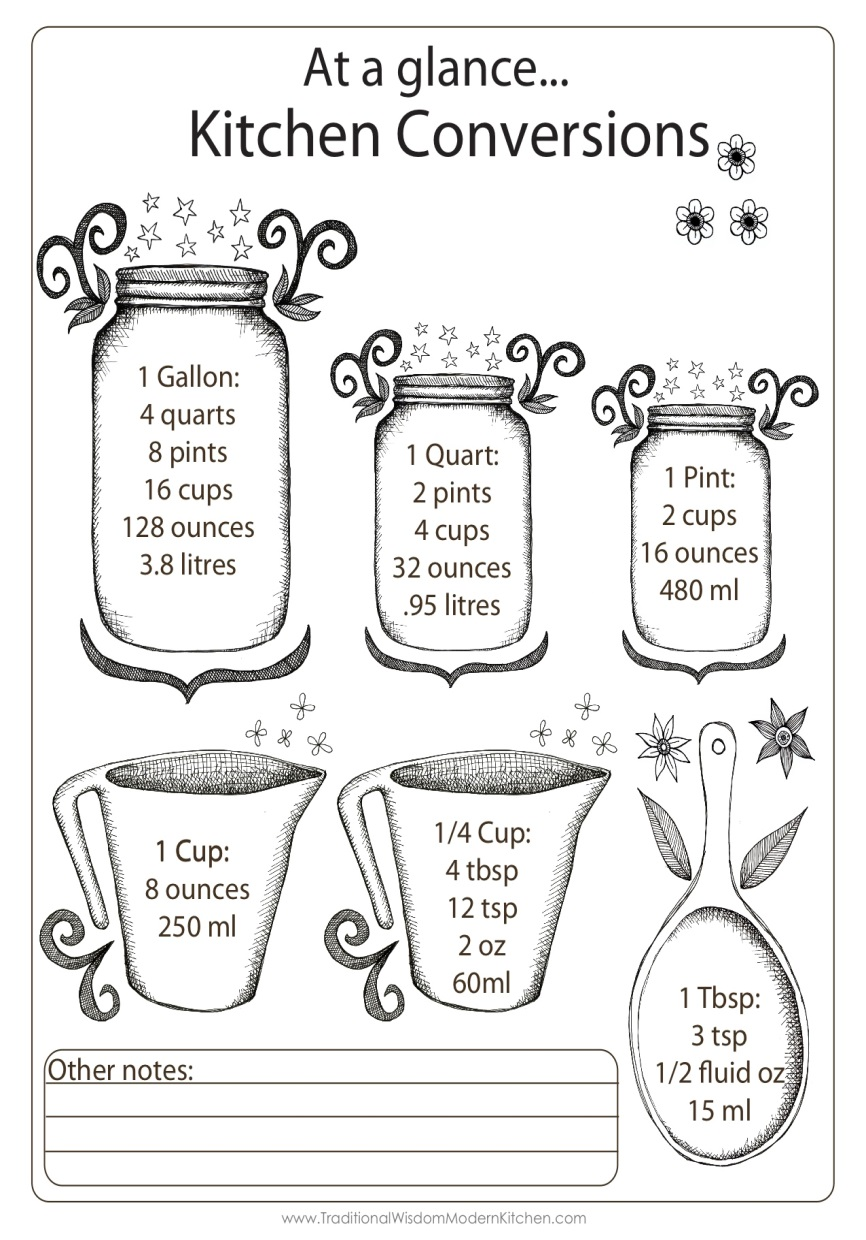 At a glance...
Kitchen Conversions
1 Gallon:
4 quarts
8 pints
16 cups
128 ounces
3.8 litres
1 Quart:
2 pints
4 cups
32 ounces
.95 litres
1 Pint:
2 cups
16 ounces
480 ml
1 Cup:
8 ounces
250 ml
1/4 Cup:
4 tbsp
12 tsp
2 oz
60ml
1 Tbsp:
3 tsp
1/2 fluid oz
15 ml
Other notes:
www.TraditionalWisdomModernKitchen.com